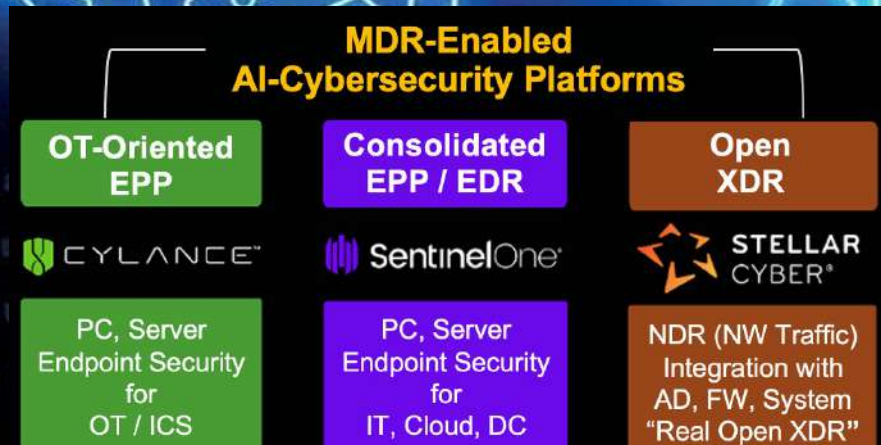 MDR-Enabled
AI-Cybersecurity Platforms
OT-Oriented
EPP
CYLANCE™
PC, Server
Endpoint Security
for
OT / ICS
Consolidated
EPP / EDR
SentinelOne®
PC, Server
Endpoint Security
for
IT, Cloud, DC
Open
XDR
STELLAR
CYBER®
NDR (NW Traffic)
Integration with
AD, FW, System
“Real Open XDR”